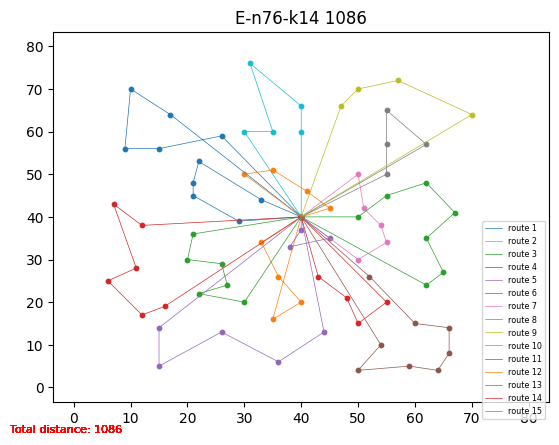 E-n76-k14 1086
80
70
60
50
40
30
20
10
0
0 10 20 30 40 50 60 70
route 1
route 2
route 3
route 4
route 5
route 6
route 7
route 8
route 9
route 10
route 11
route 12
route 13
route 14
route 15
Total distance: 1086